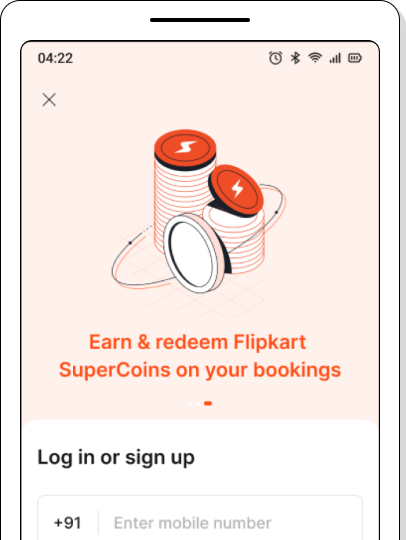 04:22
Earn & redeem Flipkart
SuperCoins on your bookings
Log in or sign up
+91 Enter mobile number